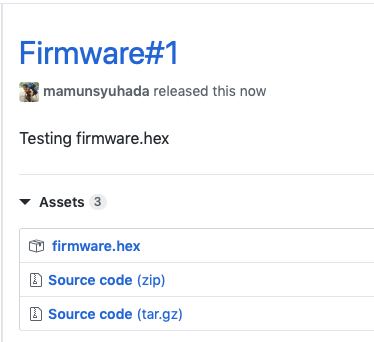 Firmware#1
mamunsyuhada released this now
Testing firmware.hex
Assets 3
firmware.hex
Source code (zip)
Source code (tar.gz)